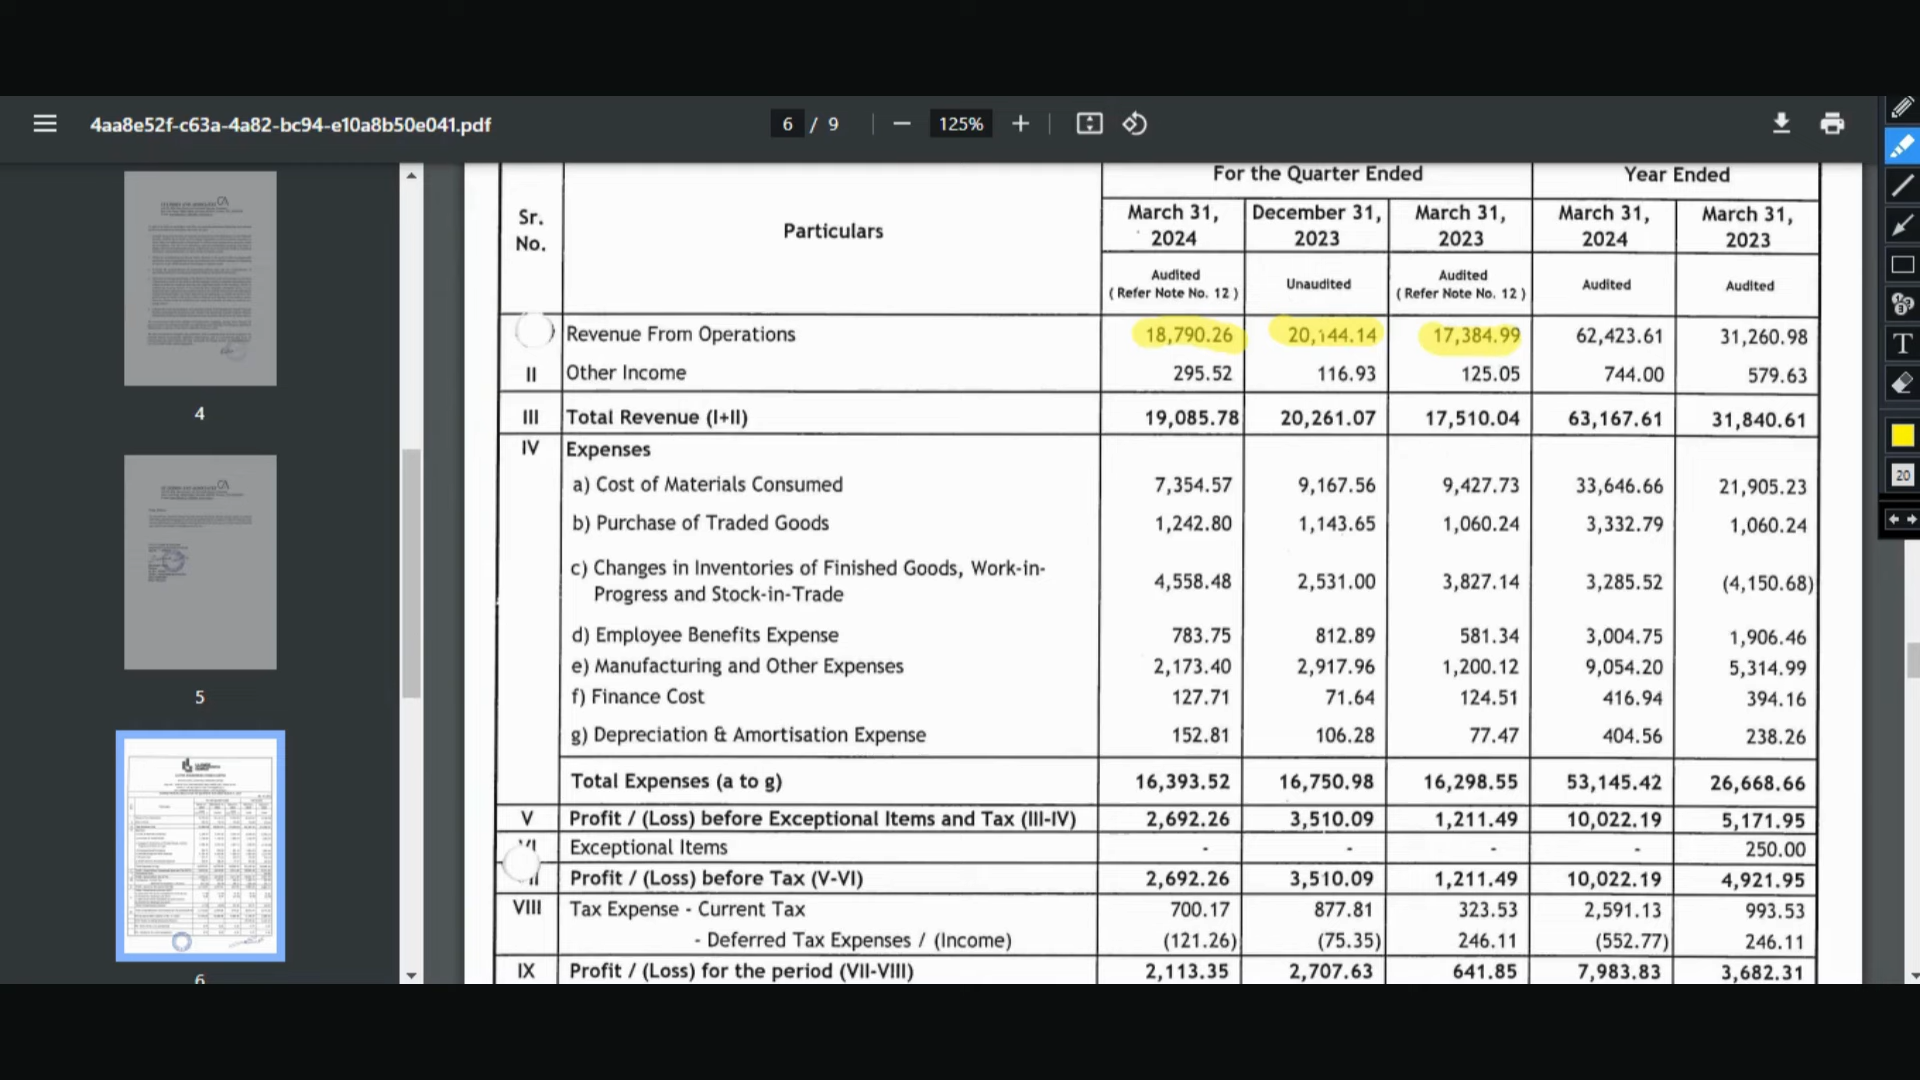 4aa8e52f-c63a-4a82-bc94-e10a8b50e041.pdf
6 / 9
125%
4
5
6
20
T
Sr. No.
Particulars
For the Quarter Ended
Year Ended
March 31, 2024
December 31, 2023
March 31, 2023
March 31, 2024
March 31, 2023
Audited ( Refer Note No. 12 )
Unaudited
Audited ( Refer Note No. 12 )
Audited
Audited
Revenue From Operations 18,790.26 20,144.14 17,384.99 62,423.61 31,260.98
II Other Income 295.52 116.93 125.05 744.00 579.63
III Total Revenue (I+II) 19,085.78 20,261.07 17,510.04 63,167.61 31,840.61
IV Expenses
a) Cost of Materials Consumed 7,354.57 9,167.56 9,427.73 33,646.66 21,905.23
b) Purchase of Traded Goods 1,242.80 1,143.65 1,060.24 3,332.79 1,060.24
c) Changes in Inventories of Finished Goods, Work-in-
Progress and Stock-in-Trade 4,558.48 2,531.00 3,827.14 3,285.52 (4,150.68)
d) Employee Benefits Expense 783.75 812.89 581.34 3,004.75 1,906.46
e) Manufacturing and Other Expenses 2,173.40 2,917.96 1,200.12 9,054.20 5,314.99
f) Finance Cost 127.71 71.64 124.51 416.94 394.16
g) Depreciation & Amortisation Expense 152.81 106.28 77.47 404.56 238.26
Total Expenses (a to g) 16,393.52 16,750.98 16,298.55 53,145.42 26,668.66
V Profit / (Loss) before Exceptional Items and Tax (III-IV) 2,692.26 3,510.09 1,211.49 10,022.19 5,171.95
VI Exceptional Items - - - - 250.00
Profit / (Loss) before Tax (V-VI) 2,692.26 3,510.09 1,211.49 10,022.19 4,921.95
VIII Tax Expense - Current Tax 700.17 877.81 323.53 2,591.13 993.53
- Deferred Tax Expenses / (Income) (121.26) (75.35) 246.11 (552.77) 246.11
IX Profit / (Loss) for the period (VII-VIII) 2,113.35 2,707.63 641.85 7,983.83 3,682.31